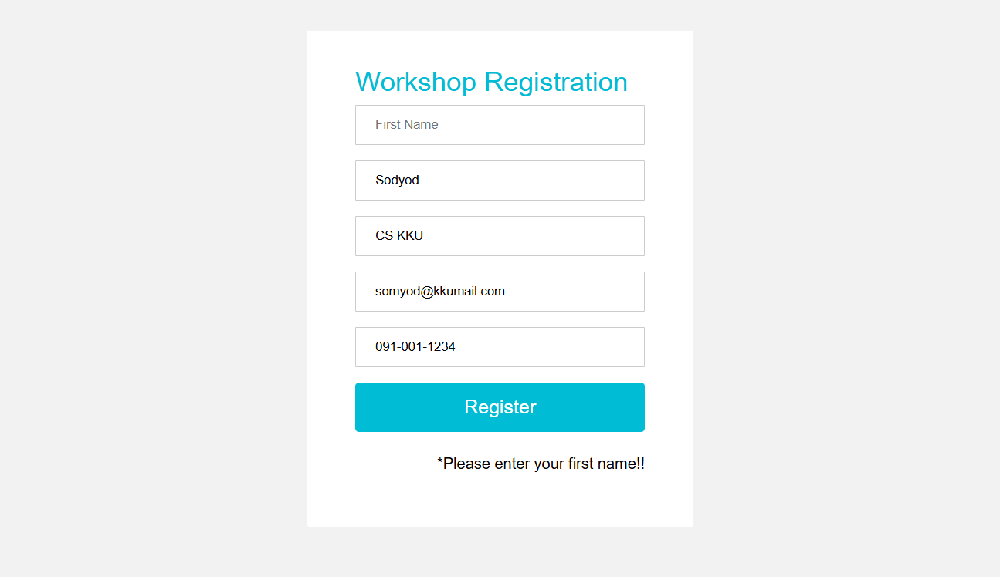 Workshop Registration
First Name
Sodyod
CS KKU
somyod@kkumail.com
091-001-1234
Register
*Please enter your first name!!